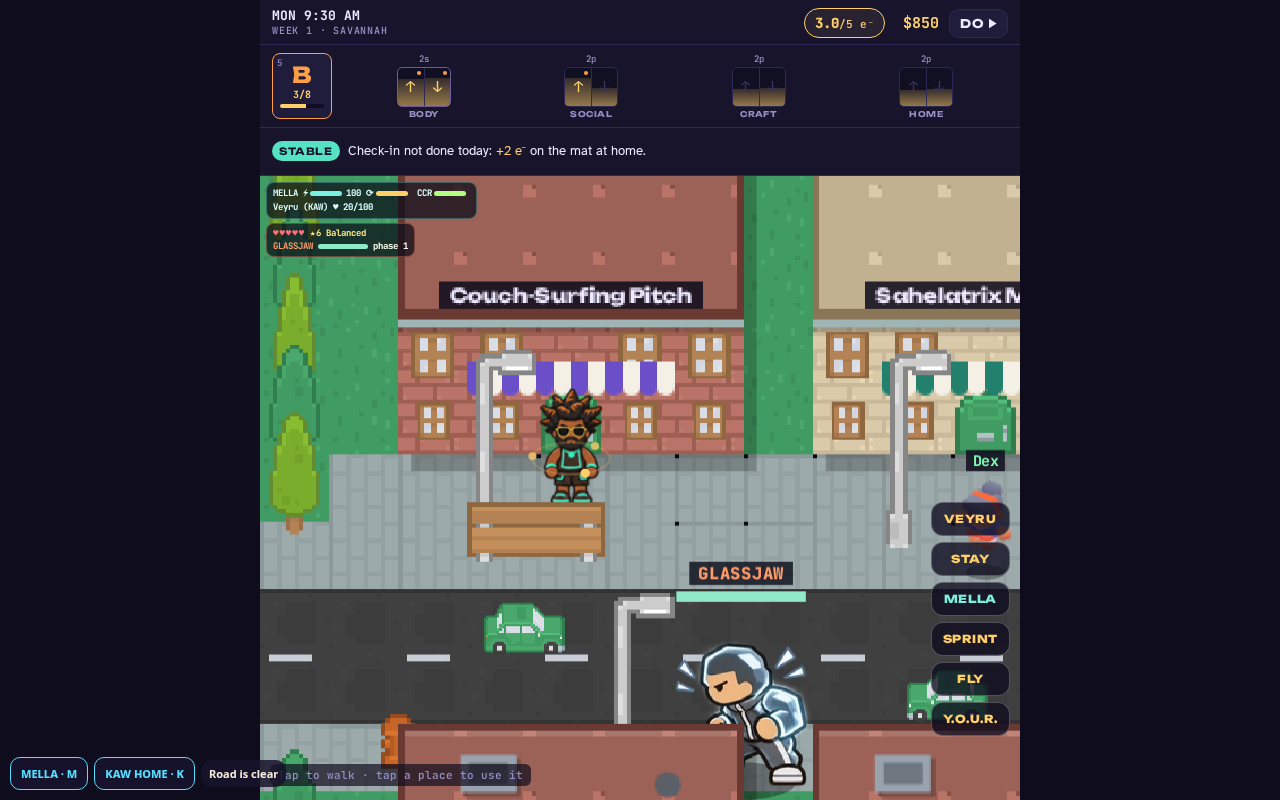 MON 9:30 AM
WEEK 1 · SAVANNAH
3.0/5 e⁻
$850
DO
5
B
3/8
2s
BODY
2p
SOCIAL
2p
CRAFT
2p
HOME
STABLE
Check-in not done today: +2 e⁻ on the mat at home.
MELLA ⚡ 100 ⟳ CCR
Veyru (KAW) ♥ 20/100
♥♥♥♥♥ ★6 Balanced
GLASSJAW phase 1
Couch-Surfing Pitch
Sahelatrix M
Dex
GLASSJAW
VEYRU
STAY
MELLA
SPRINT
FLY
Y.O.U.R.
MELLA · M
KAW HOME · K
Road is clear
ap to walk · tap a place to use it